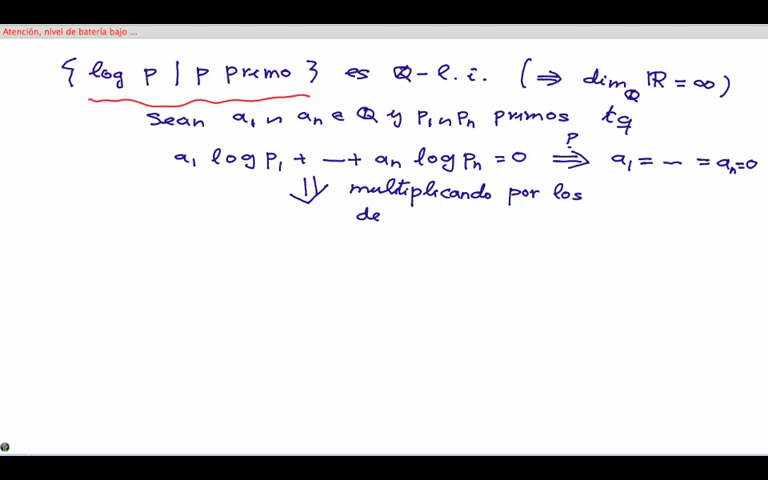 Atención, nivel de batería bajo ...
{ log p | p primo } es ℚ - l. i. ( ⇒ dim_ℚ ℝ = ∞ )
Sean a₁ ~ aₙ ∈ ℚ y p₁ ~ pₙ primos tq
a₁ log p₁ + — + aₙ log pₙ = 0 ⇒? a₁ = ~ = aₙ = 0
⇓ multiplicando por los
de